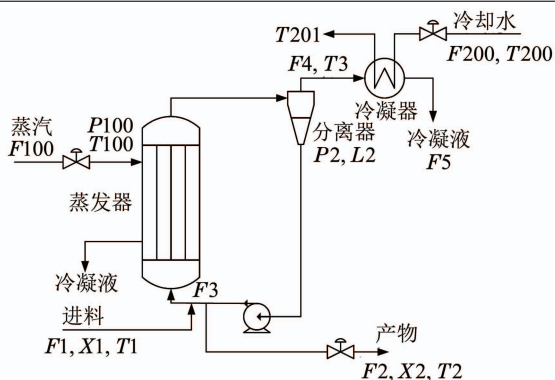 T201
冷却水
F200, T200
F4, T3
冷凝器
冷凝液
F5
分离器
P2, L2
蒸汽
F100
P100
T100
蒸发器
冷凝液
F3
进料
F1, X1, T1
产物
F2, X2, T2